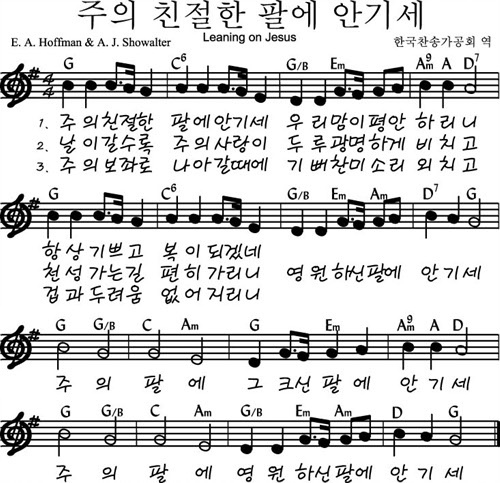 주의 친절한 팔에 안기세
E. A. Hoffman & A. J. Showalter Leaning on Jesus 한국찬송가공회 역
G C6 G/B Em Am9 A D7
1. 주 의 친절한 팔에 안기세 우 리 맘이 평안 하 리 니
2. 날 이 갈수록 주의 사랑이 두 루 광명하게 비 치 고
3. 주 의 보좌로 나아갈때에 기 뻐 찬미 소리 외 치 고
G C6 G/B Em Am D7 G
항 상 기쁘고 복 이 되겠네
천 성 가는길 편 히 가리니 영 원 하신 팔에 안 기 세
겁 과 두려움 없 어 지리니
G G/B C Am G Em Am9 A D
주 의 팔 에 그 크신 팔 에 안 기 세
G G/B C Am G/B Em Am D G
주 의 팔 에 영 원 하신 팔에 안 기 세